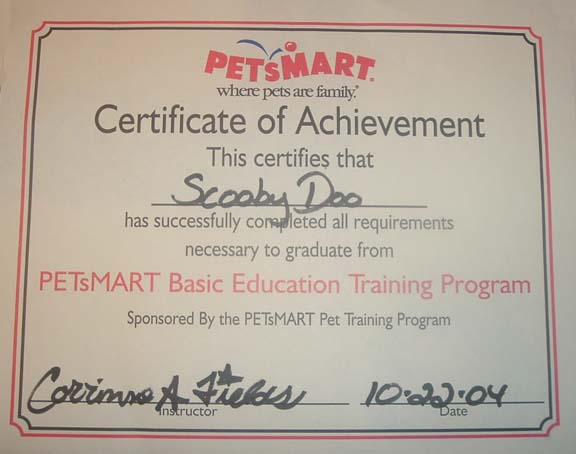 PETSMART.
where pets are family.®
Certificate of Achievement
This certifies that
Scooby Doo
has successfully completed all requirements
necessary to graduate from
PETsMART Basic Education Training Program
Sponsored By the PETsMART Pet Training Program
Corinne A Fields 10·22·04
Instructor Date